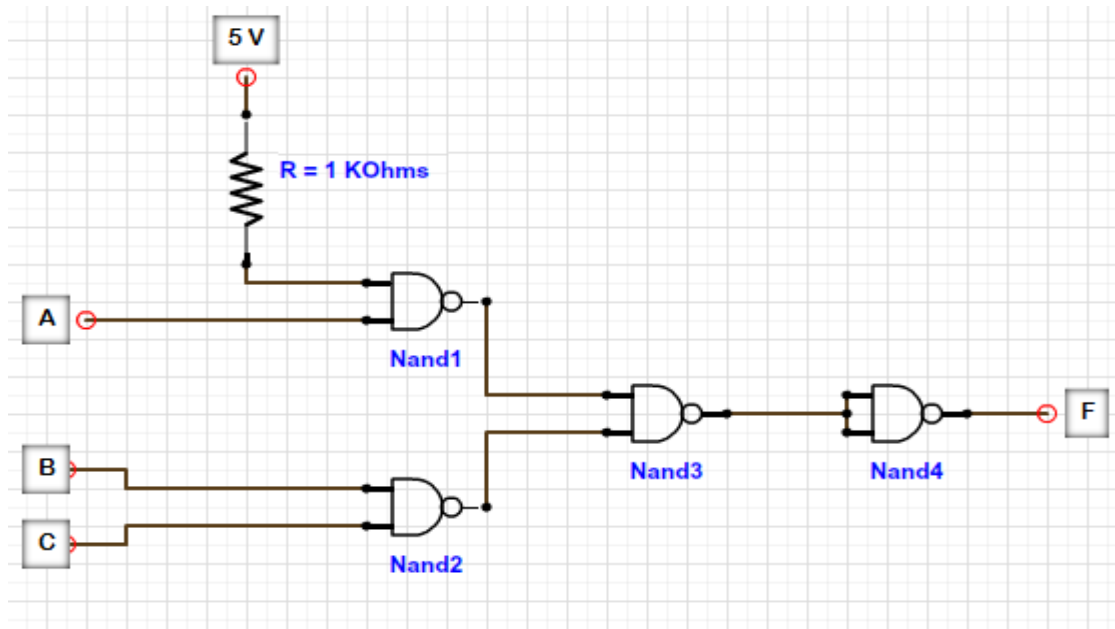 5 V
R = 1 KOhms
A
Nand1
B
C
Nand2
Nand3
Nand4
F